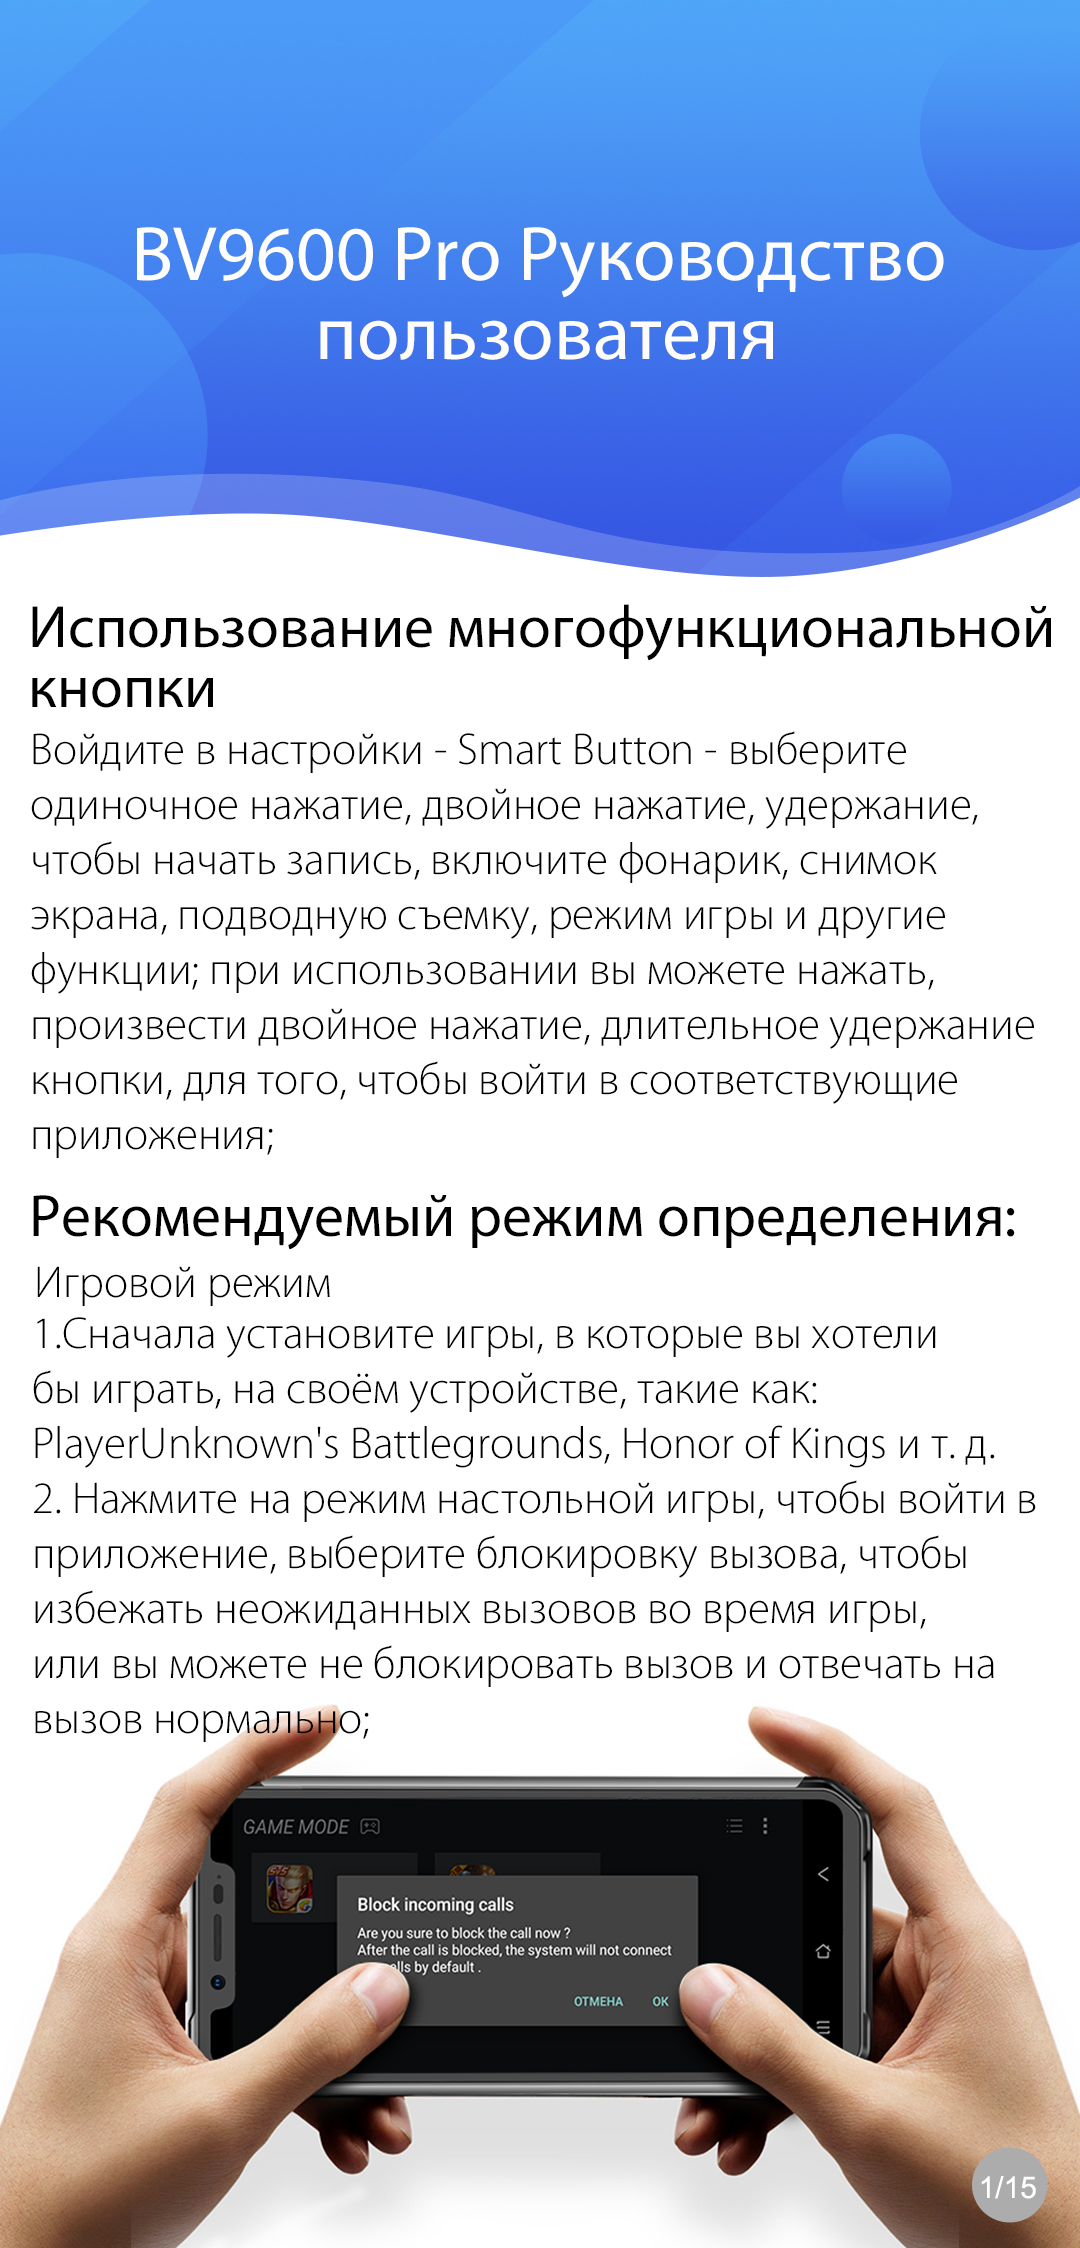 BV9600 Pro Руководство
пользователя
Использование многофункциональной
кнопки
Войдите в настройки - Smart Button - выберите
одиночное нажатие, двойное нажатие, удержание,
чтобы начать запись, включите фонарик, снимок
экрана, подводную съемку, режим игры и другие
функции; при использовании вы можете нажать,
произвести двойное нажатие, длительное удержание
кнопки, для того, чтобы войти в соответствующие
приложения;
Рекомендуемый режим определения:
Игровой режим
1.Сначала установите игры, в которые вы хотели
бы играть, на своём устройстве, такие как:
PlayerUnknown's Battlegrounds, Honor of Kings и т. д.
2. Нажмите на режим настольной игры, чтобы войти в
приложение, выберите блокировку вызова, чтобы
избежать неожиданных вызовов во время игры,
или вы можете не блокировать вызов и отвечать на
вызов нормально;
GAME MODE
Block incoming calls
Are you sure to block the call now ?
After the call is blocked, the system will not connect
by default .
ОТМЕНА OK
1/15